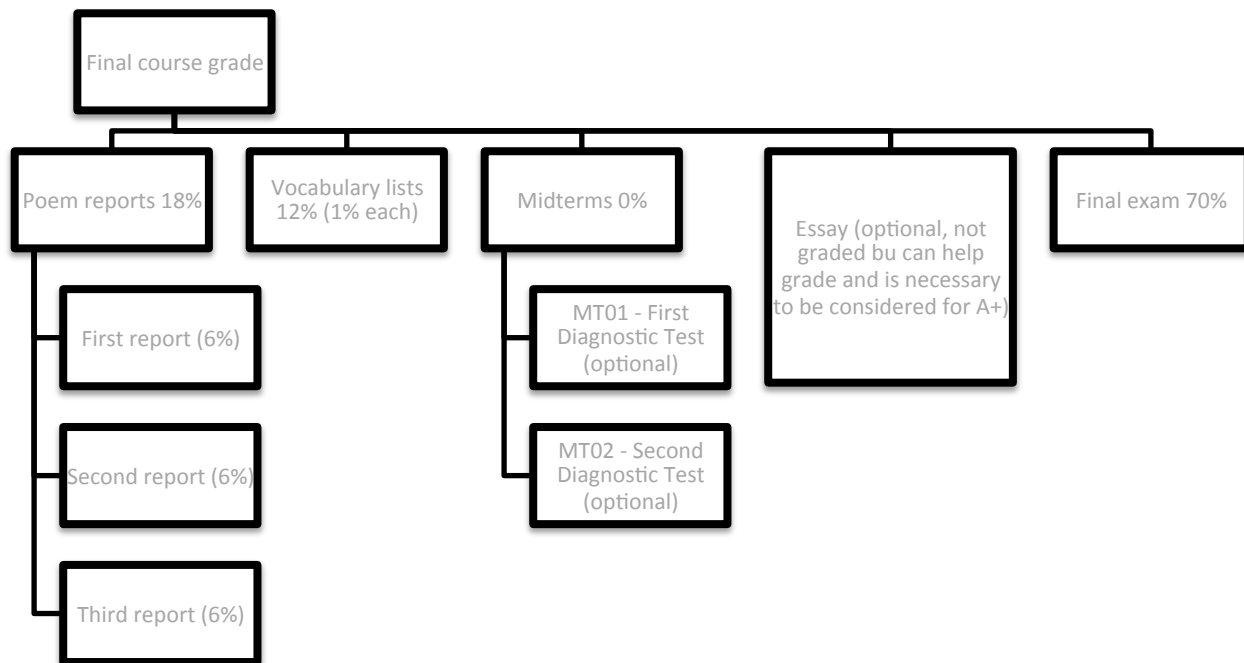 Final course grade
Poem reports 18%
Vocabulary lists
12% (1% each)
Midterms 0%
Essay (optional, not
graded bu can help
grade and is necessary
to be considered for A+)
Final exam 70%
First report (6%)
Second report (6%)
Third report (6%)
MT01 - First
Diagnostic Test
(optional)
MT02 - Second
Diagnostic Test
(optional)